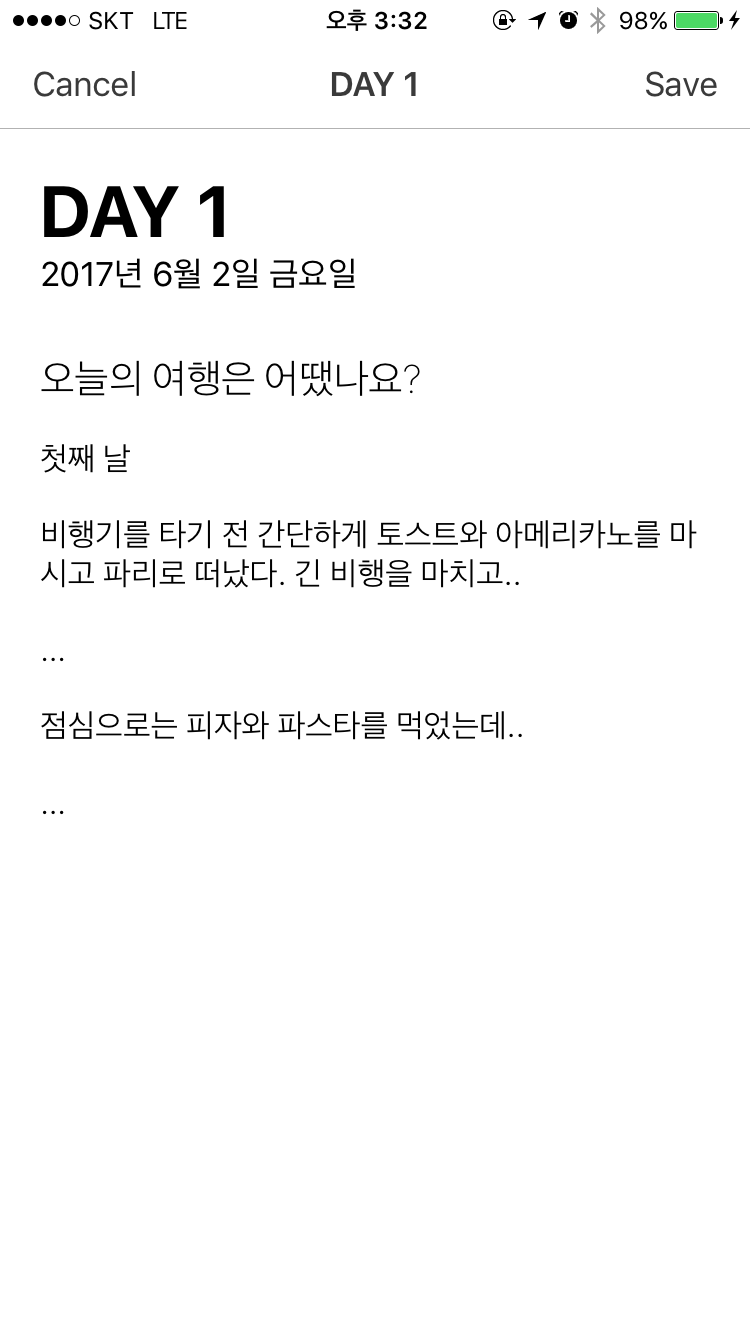 SKT LTE 오후 3:32 98%
Cancel DAY 1 Save
DAY 1
2017년 6월 2일 금요일
오늘의 여행은 어땠나요?
첫째 날
비행기를 타기 전 간단하게 토스트와 아메리카노를 마
시고 파리로 떠났다. 긴 비행을 마치고..
...
점심으로는 피자와 파스타를 먹었는데..
...